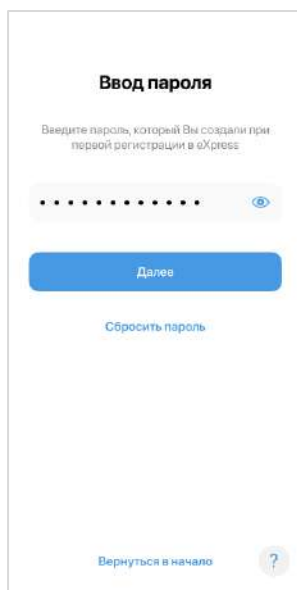 Ввод пароля
Введите пароль, который Вы создали при
первой регистрации в eXpress
• • • • • • • • • • • •
Далее
Сбросить пароль
Вернуться в начало
?